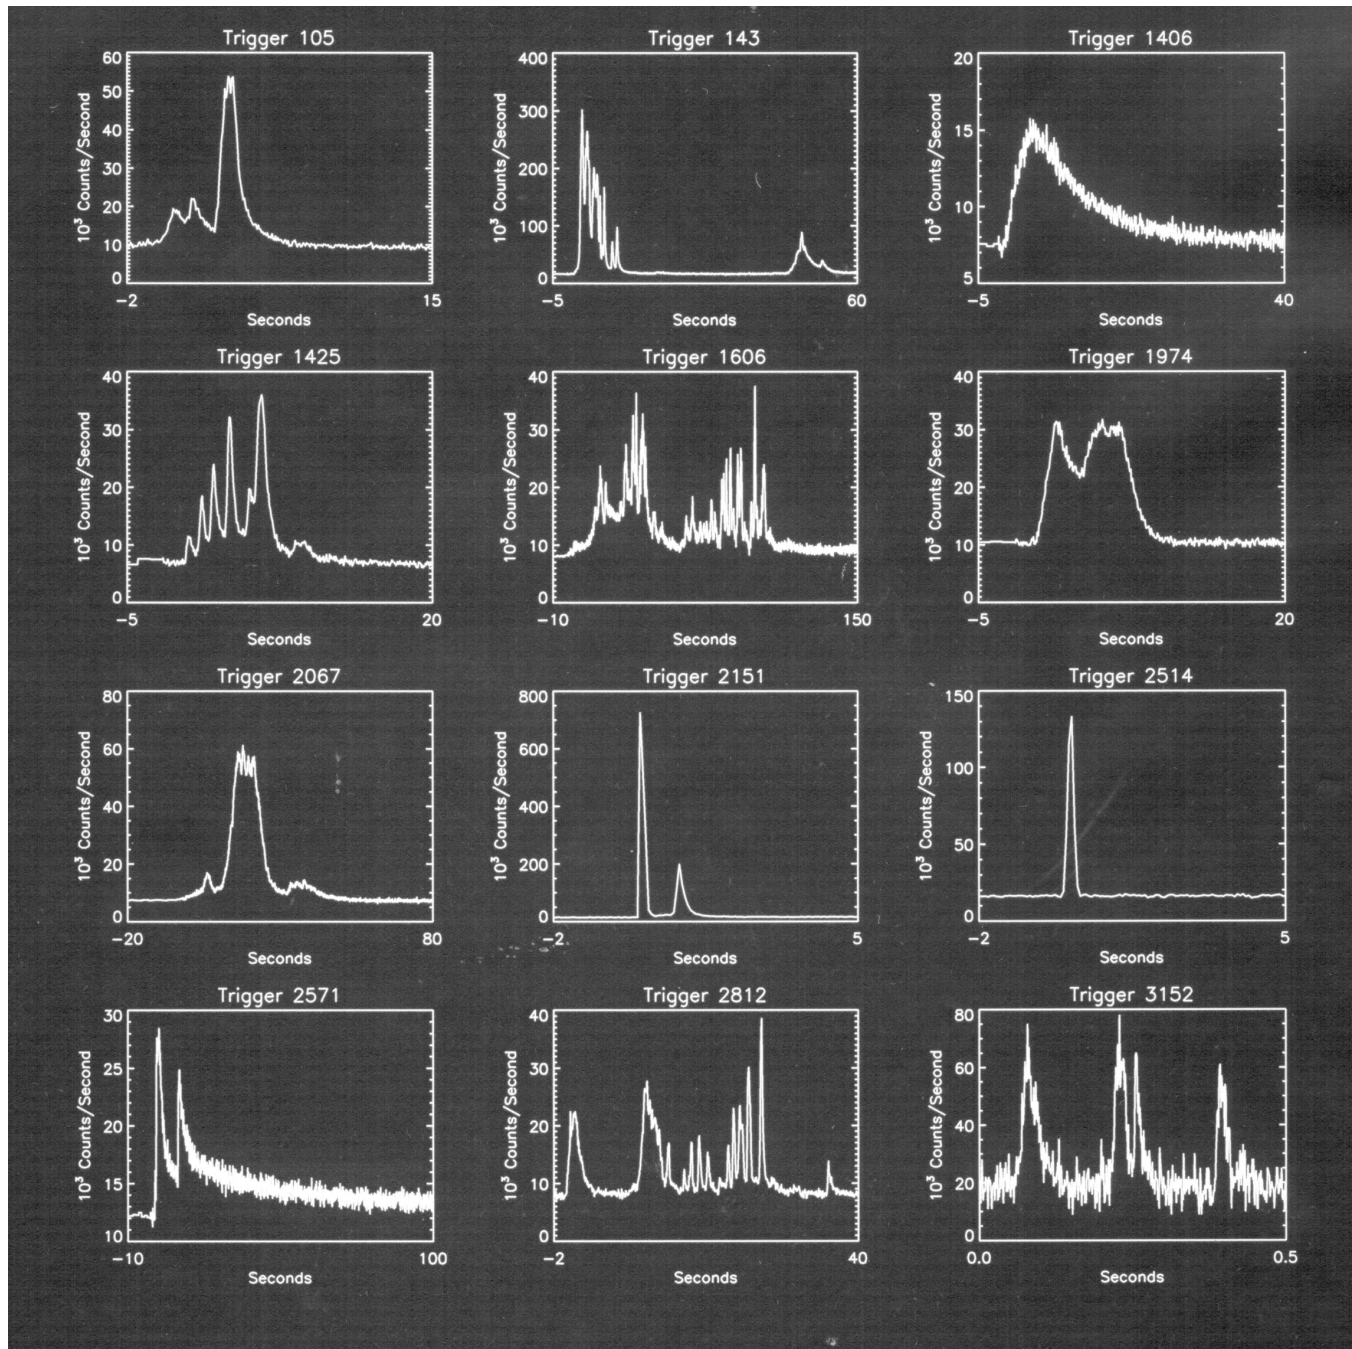 Trigger 105
60
50
40
30
20
10
0
10³ Counts/Second
-2
15
Seconds
Trigger 143
400
300
200
100
0
10³ Counts/Second
-5
60
Seconds
Trigger 1406
20
15
10
5
10³ Counts/Second
-5
40
Seconds
Trigger 1425
40
30
20
10
0
10³ Counts/Second
-5
20
Seconds
Trigger 1606
40
30
20
10
0
10³ Counts/Second
-10
150
Seconds
Trigger 1974
40
30
20
10
0
10³ Counts/Second
-5
20
Seconds
Trigger 2067
80
60
40
20
0
10³ Counts/Second
-20
80
Seconds
Trigger 2151
800
600
400
200
0
10³ Counts/Second
-2
5
Seconds
Trigger 2514
150
100
50
0
10³ Counts/Second
-2
5
Seconds
Trigger 2571
30
25
20
15
10
10³ Counts/Second
-10
100
Seconds
Trigger 2812
40
30
20
10
0
10³ Counts/Second
-2
40
Seconds
Trigger 3152
80
60
40
20
0
10³ Counts/Second
0.0
0.5
Seconds